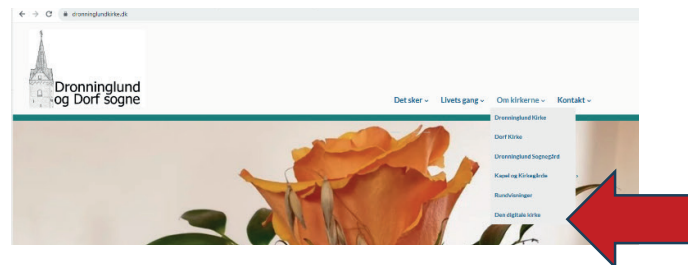 dronninglundkirke.dk
Dronninglund
og Dorf sogne
Det sker
Livets gang
Om kirkerne
Kontakt
Dronninglund Kirke
Dorf Kirke
Dronninglund Sognegård
Kapel og Kirkegårde
Rundvisninger
Den digitale kirke